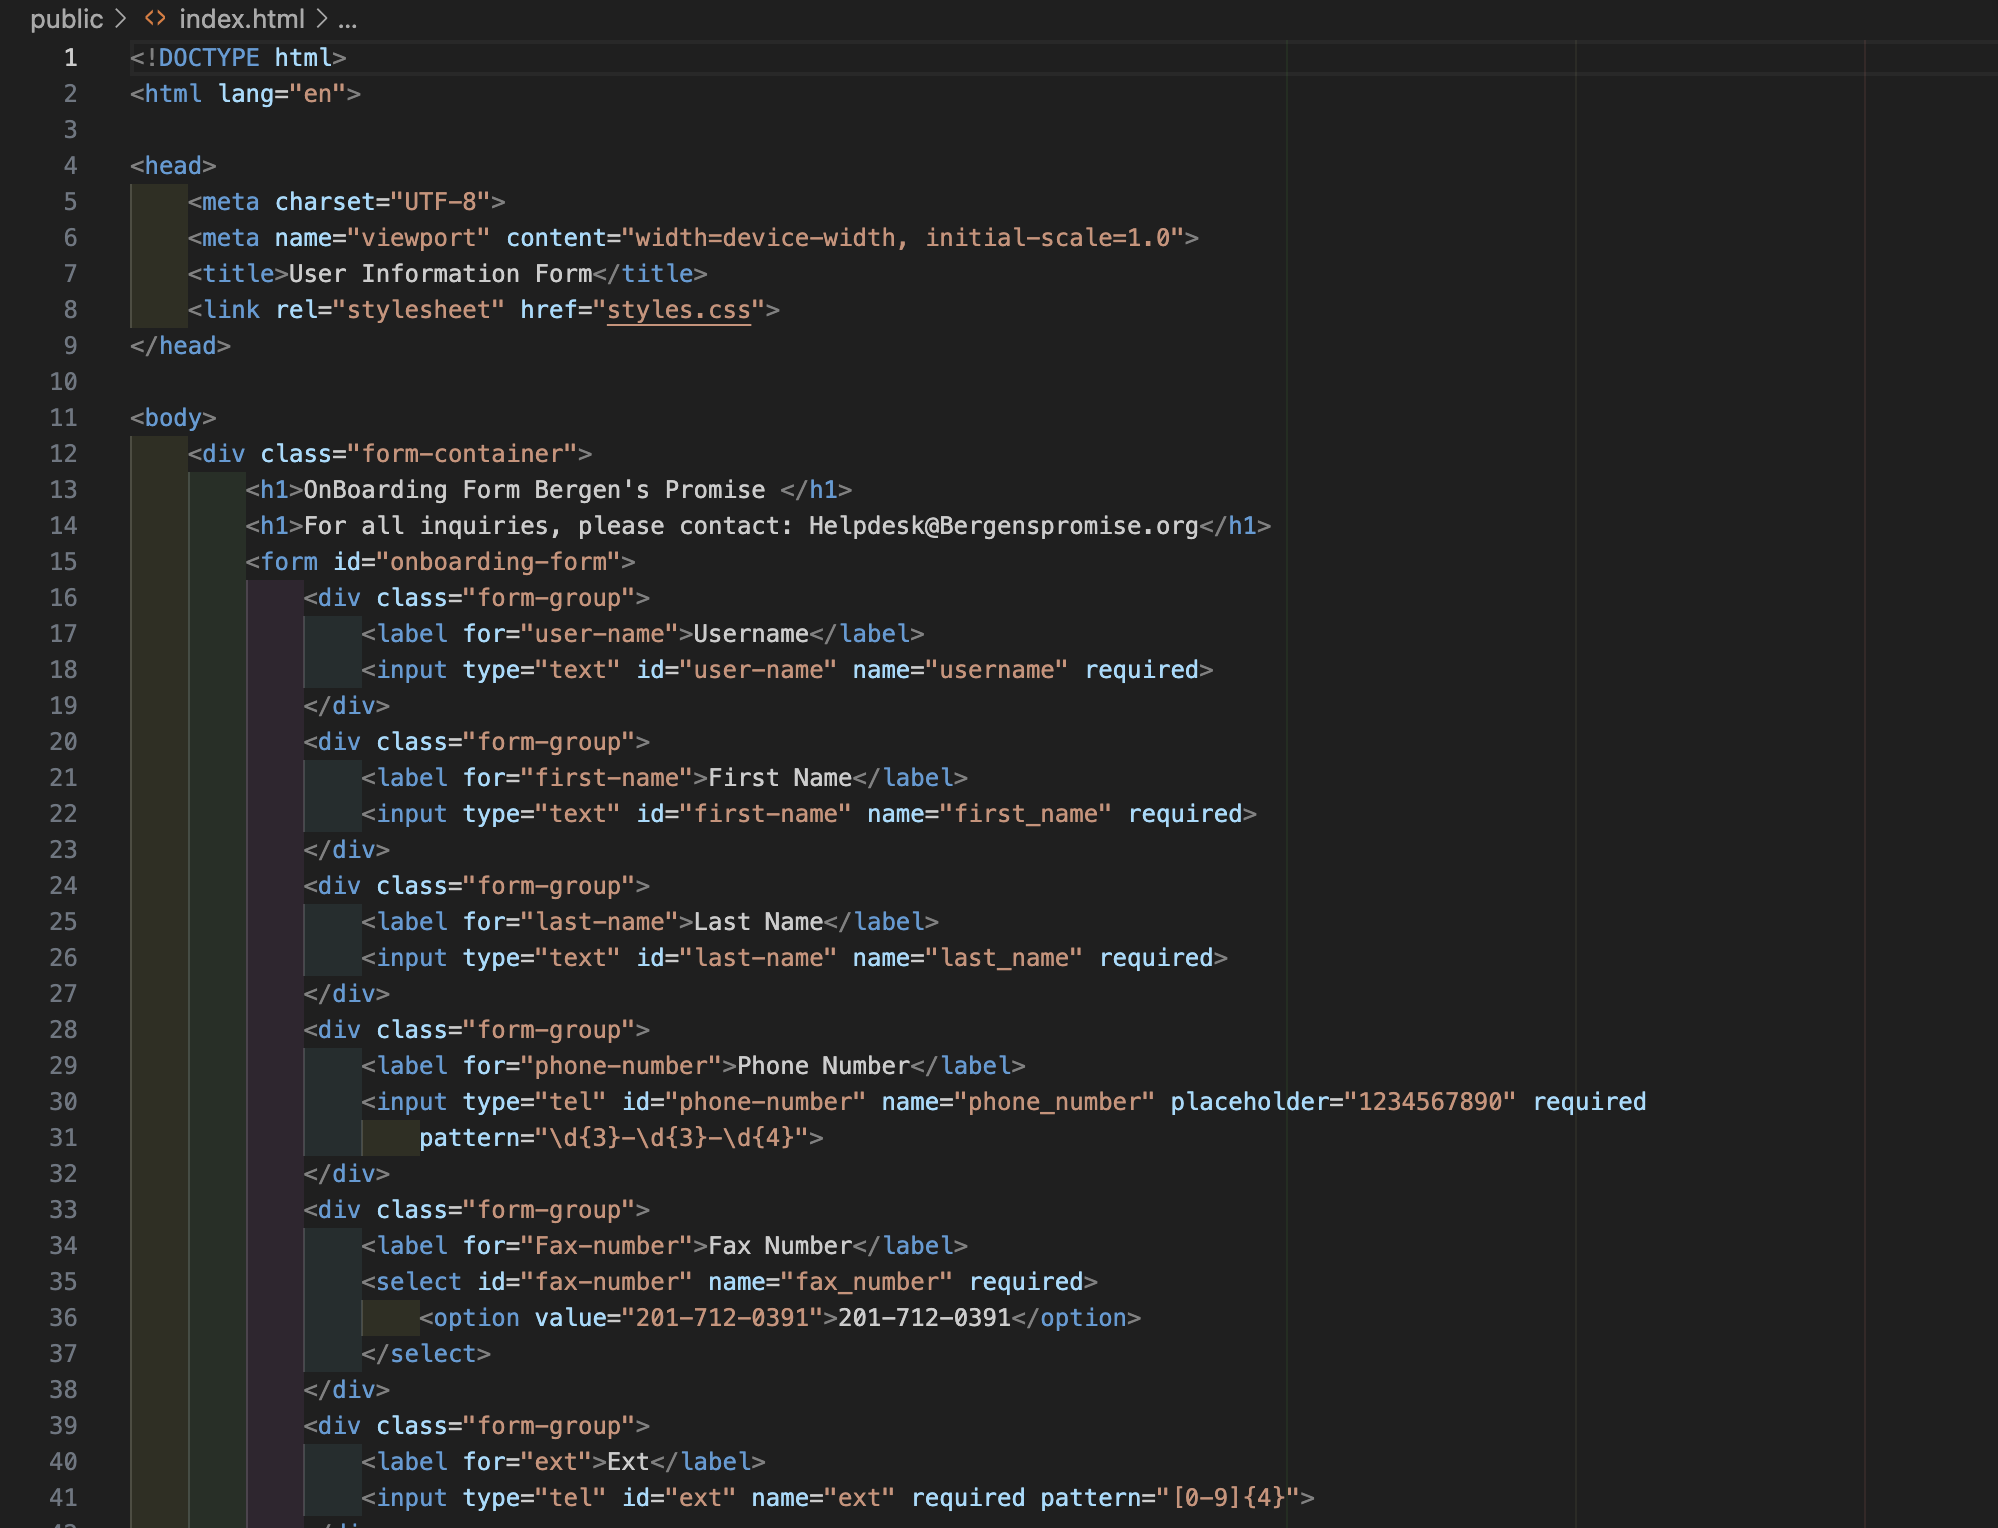 public > <> index.html > ...
1 <!DOCTYPE html>
2 <html lang="en">
3
4 <head>
5     <meta charset="UTF-8">
6     <meta name="viewport" content="width=device-width, initial-scale=1.0">
7     <title>User Information Form</title>
8     <link rel="stylesheet" href="styles.css">
9 </head>
10
11 <body>
12     <div class="form-container">
13         <h1>OnBoarding Form Bergen's Promise </h1>
14         <h1>For all inquiries, please contact: Helpdesk@Bergenspromise.org</h1>
15         <form id="onboarding-form">
16             <div class="form-group">
17                 <label for="user-name">Username</label>
18                 <input type="text" id="user-name" name="username" required>
19             </div>
20             <div class="form-group">
21                 <label for="first-name">First Name</label>
22                 <input type="text" id="first-name" name="first_name" required>
23             </div>
24             <div class="form-group">
25                 <label for="last-name">Last Name</label>
26                 <input type="text" id="last-name" name="last_name" required>
27             </div>
28             <div class="form-group">
29                 <label for="phone-number">Phone Number</label>
30                 <input type="tel" id="phone-number" name="phone_number" placeholder="1234567890" required
31                     pattern="\d{3}-\d{3}-\d{4}">
32             </div>
33             <div class="form-group">
34                 <label for="Fax-number">Fax Number</label>
35                 <select id="fax-number" name="fax_number" required>
36                     <option value="201-712-0391">201-712-0391</option>
37                 </select>
38             </div>
39             <div class="form-group">
40                 <label for="ext">Ext</label>
41                 <input type="tel" id="ext" name="ext" required pattern="[0-9]{4}">